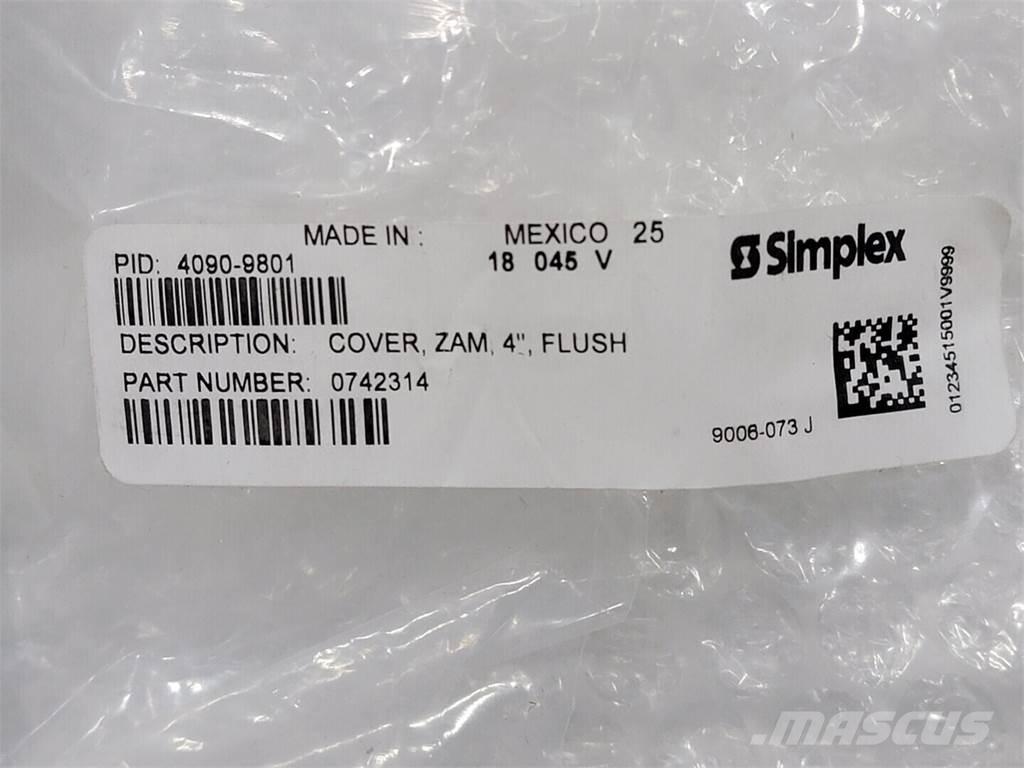 MADE IN : MEXICO 25
PID: 4090-9801 18 045 V
Simplex
DESCRIPTION: COVER, ZAM, 4", FLUSH
PART NUMBER: 0742314
9006-073 J
012345515001V9999
MASCUS